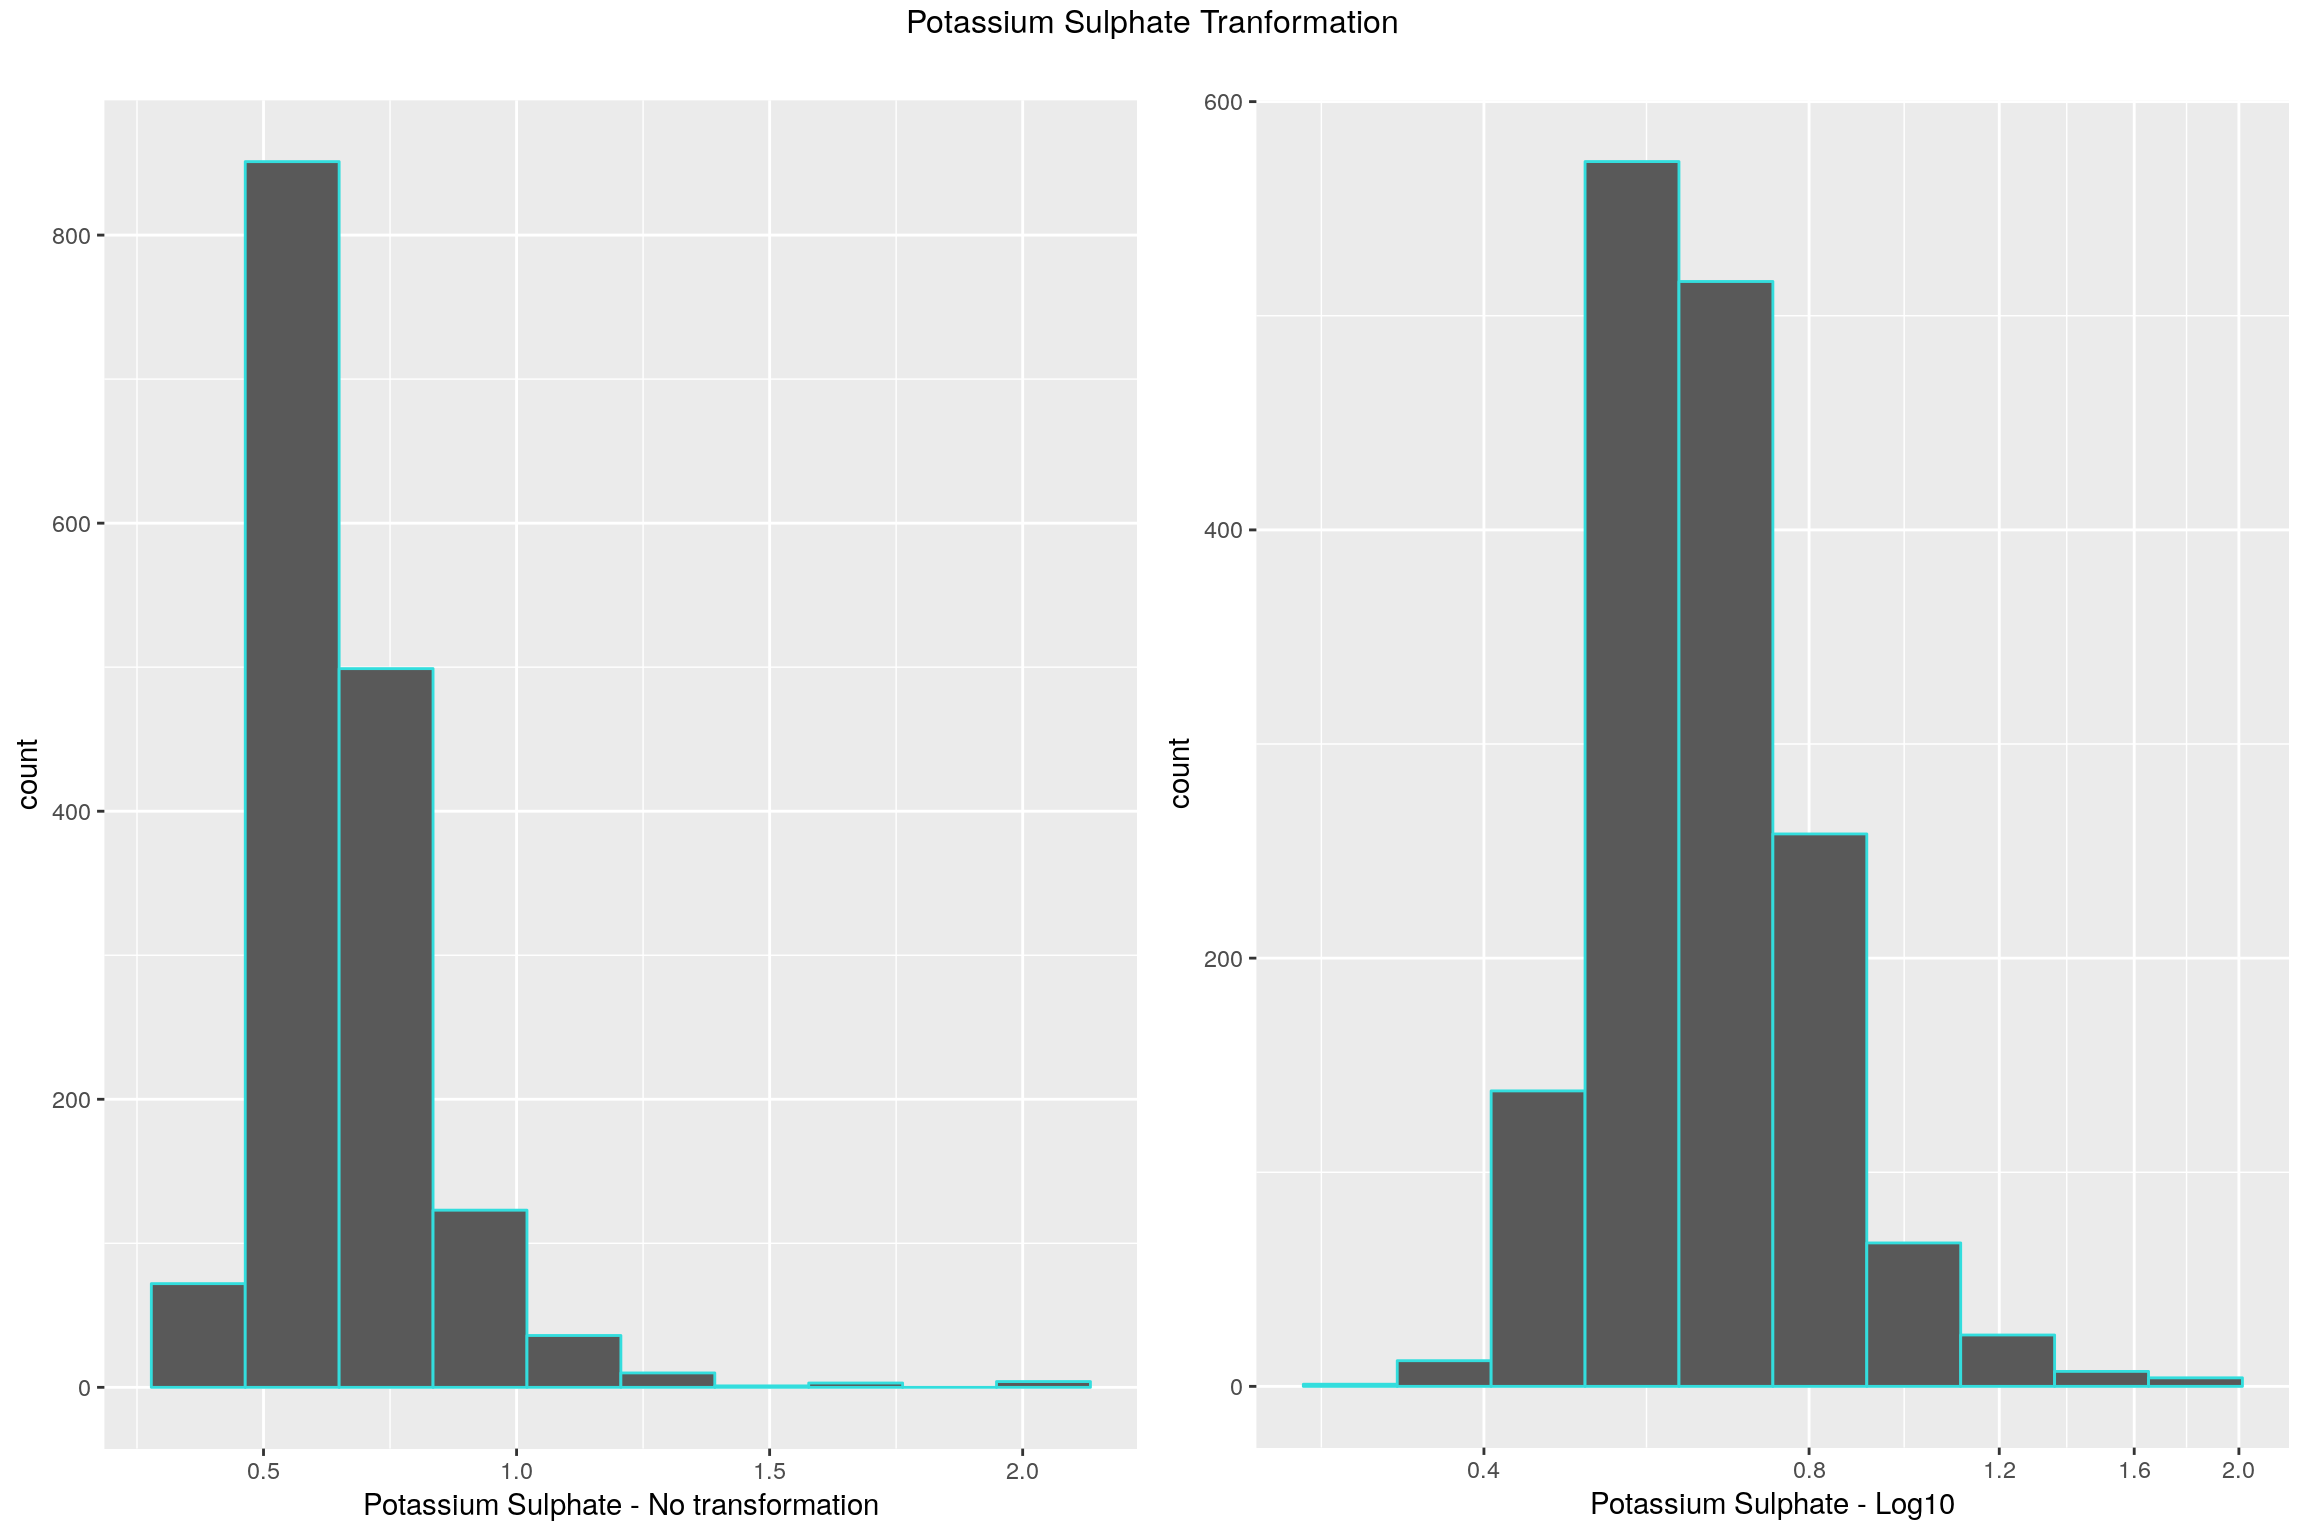 Potassium Sulphate Tranformation
800
600
400
200
0
count
0.5 1.0 1.5 2.0
Potassium Sulphate - No transformation
600
400
200
0
count
0.4 0.8 1.2 1.6 2.0
Potassium Sulphate - Log10